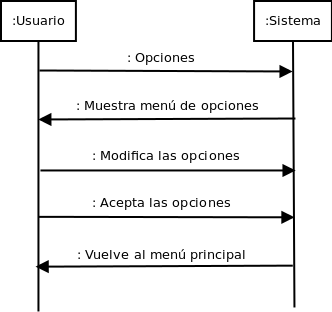 :Usuario
:Sistema
: Opciones
: Muestra menú de opciones
: Modifica las opciones
: Acepta las opciones
: Vuelve al menú principal